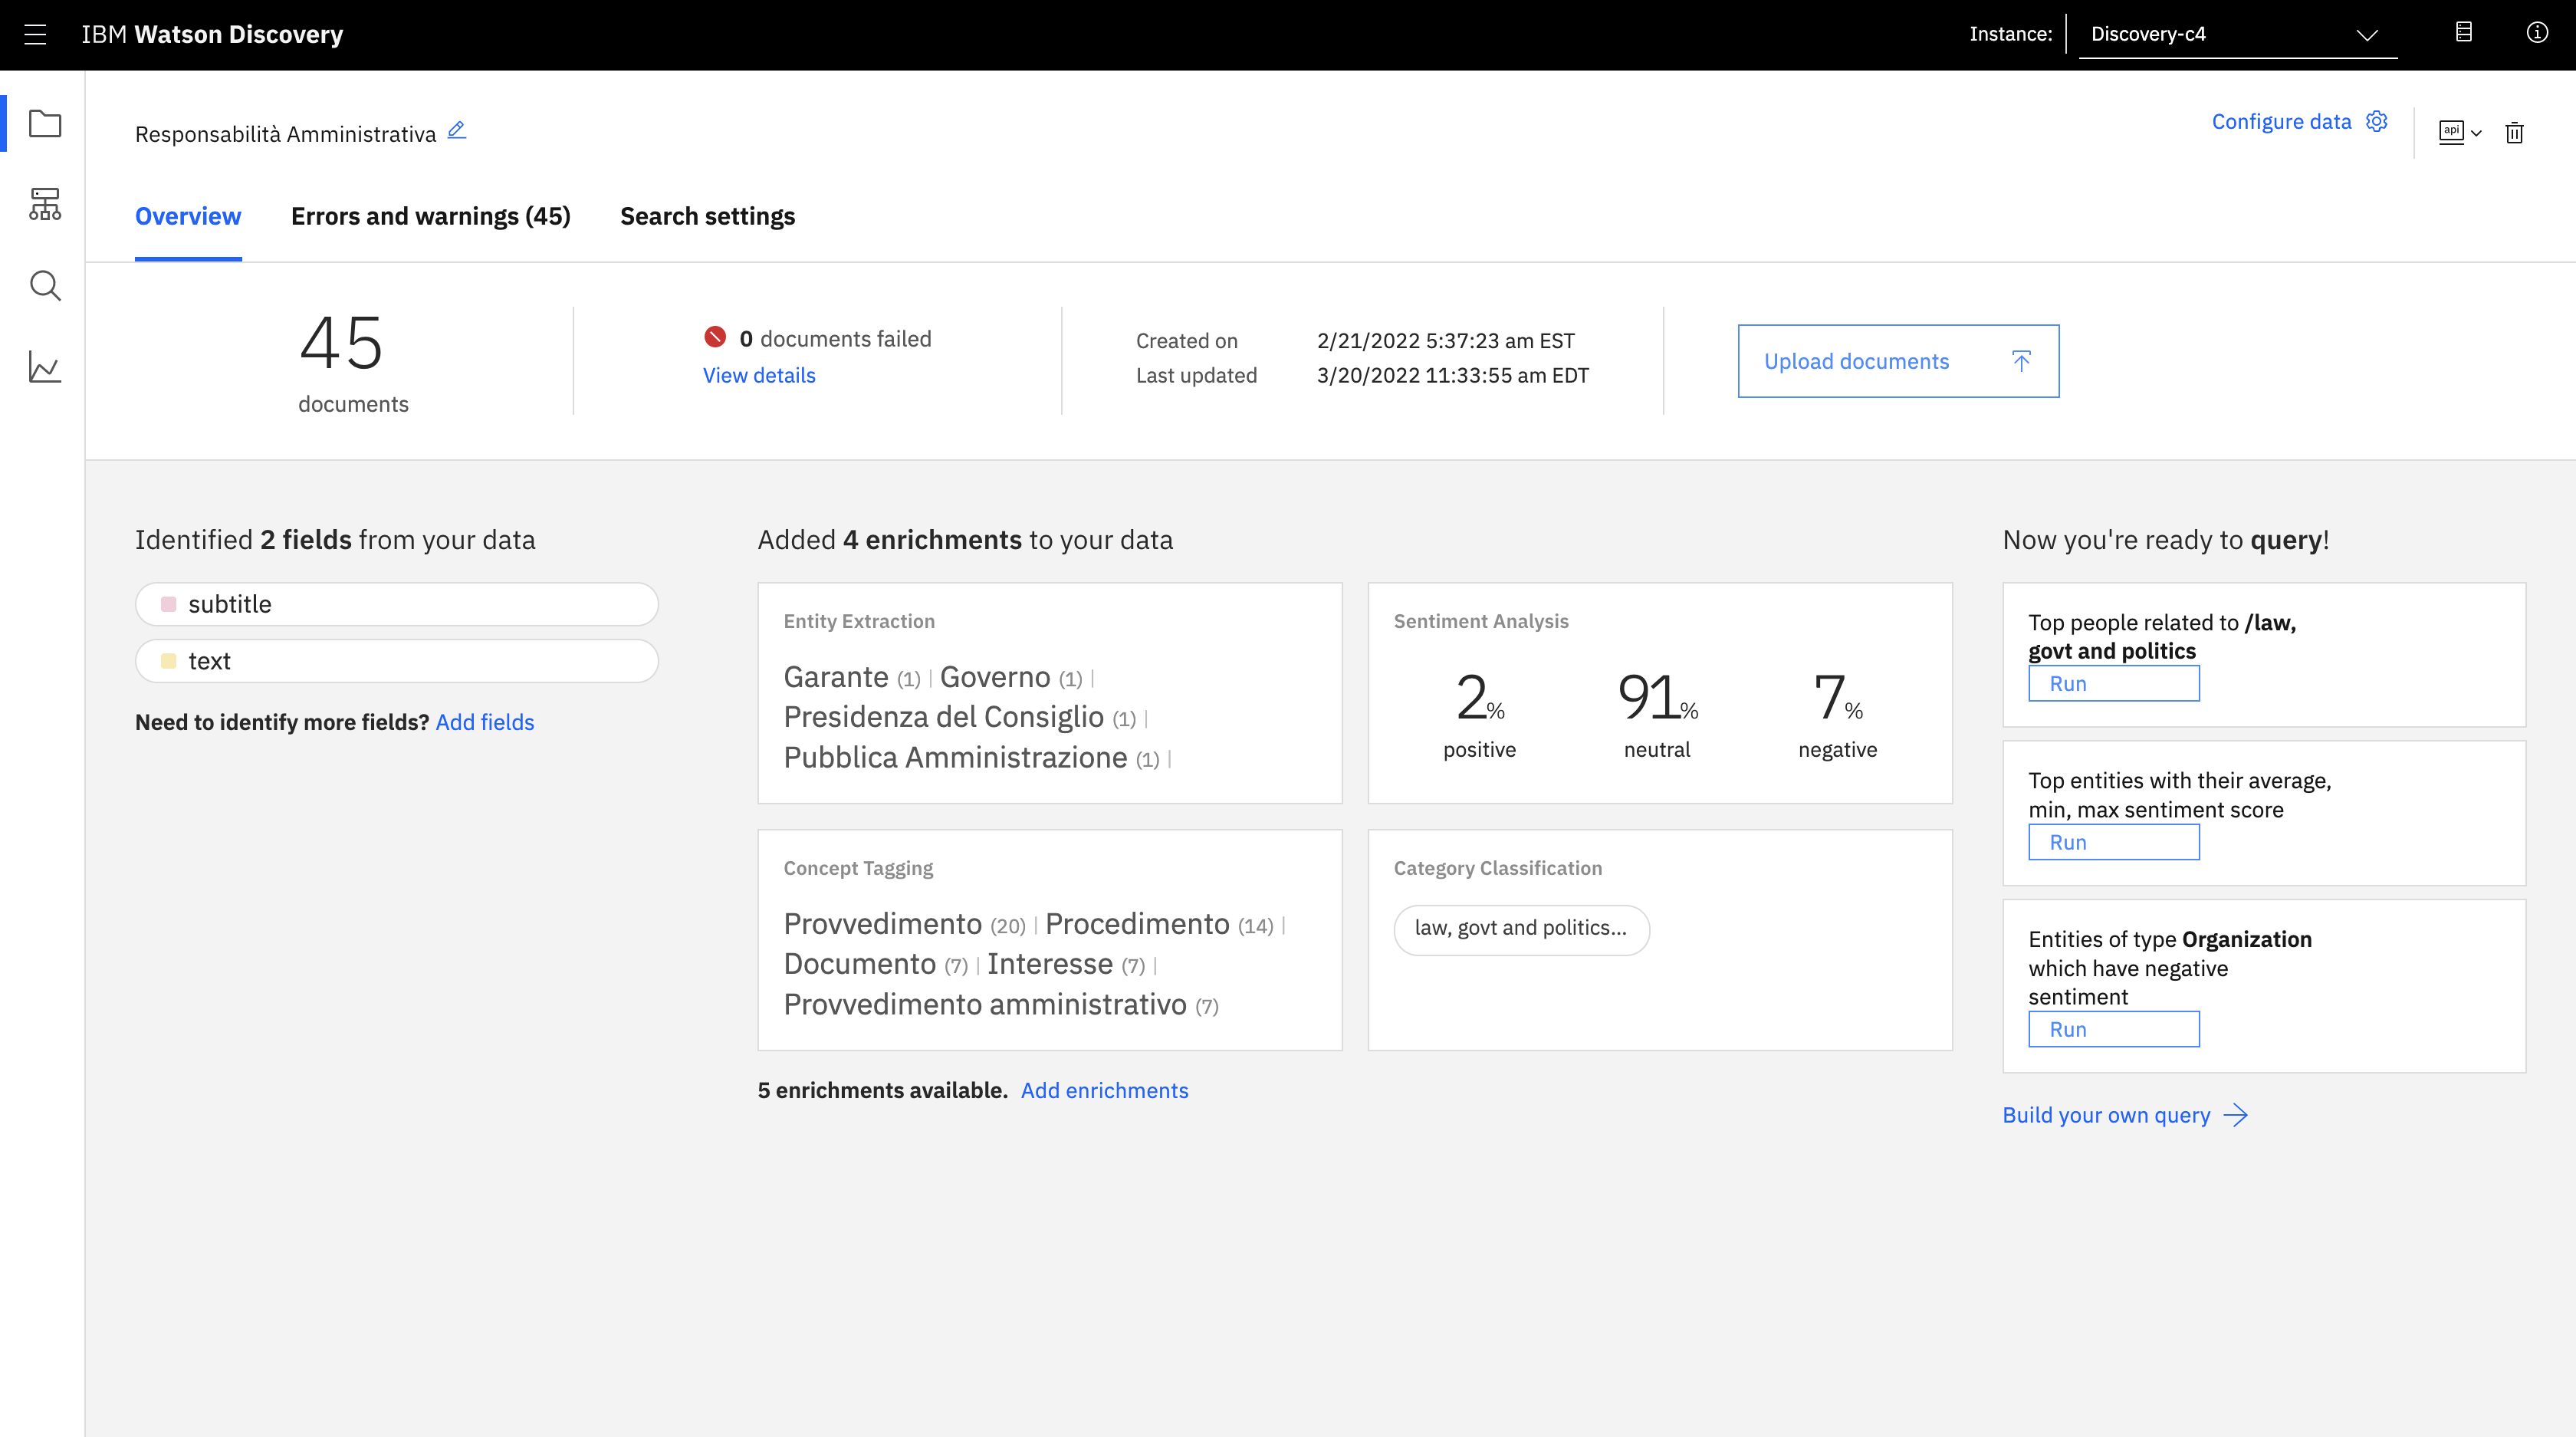 IBM Watson Discovery
Instance:
Discovery-c4
Responsabilità Amministrativa
Configure data
api
Overview
Errors and warnings (45)
Search settings
45
documents
0 documents failed
View details
Created on 2/21/2022 5:37:23 am EST
Last updated 3/20/2022 11:33:55 am EDT
Upload documents
Identified 2 fields from your data
subtitle
text
Need to identify more fields? Add fields
Added 4 enrichments to your data
Entity Extraction
Garante (1) | Governo (1) |
Presidenza del Consiglio (1) |
Pubblica Amministrazione (1) |
Sentiment Analysis
2% 91% 7%
positive neutral negative
Concept Tagging
Provvedimento (20) | Procedimento (14) |
Documento (7) | Interesse (7) |
Provvedimento amministrativo (7)
Category Classification
law, govt and politics...
5 enrichments available. Add enrichments
Now you're ready to query!
Top people related to /law,
govt and politics
Run
Top entities with their average,
min, max sentiment score
Run
Entities of type Organization
which have negative
sentiment
Run
Build your own query